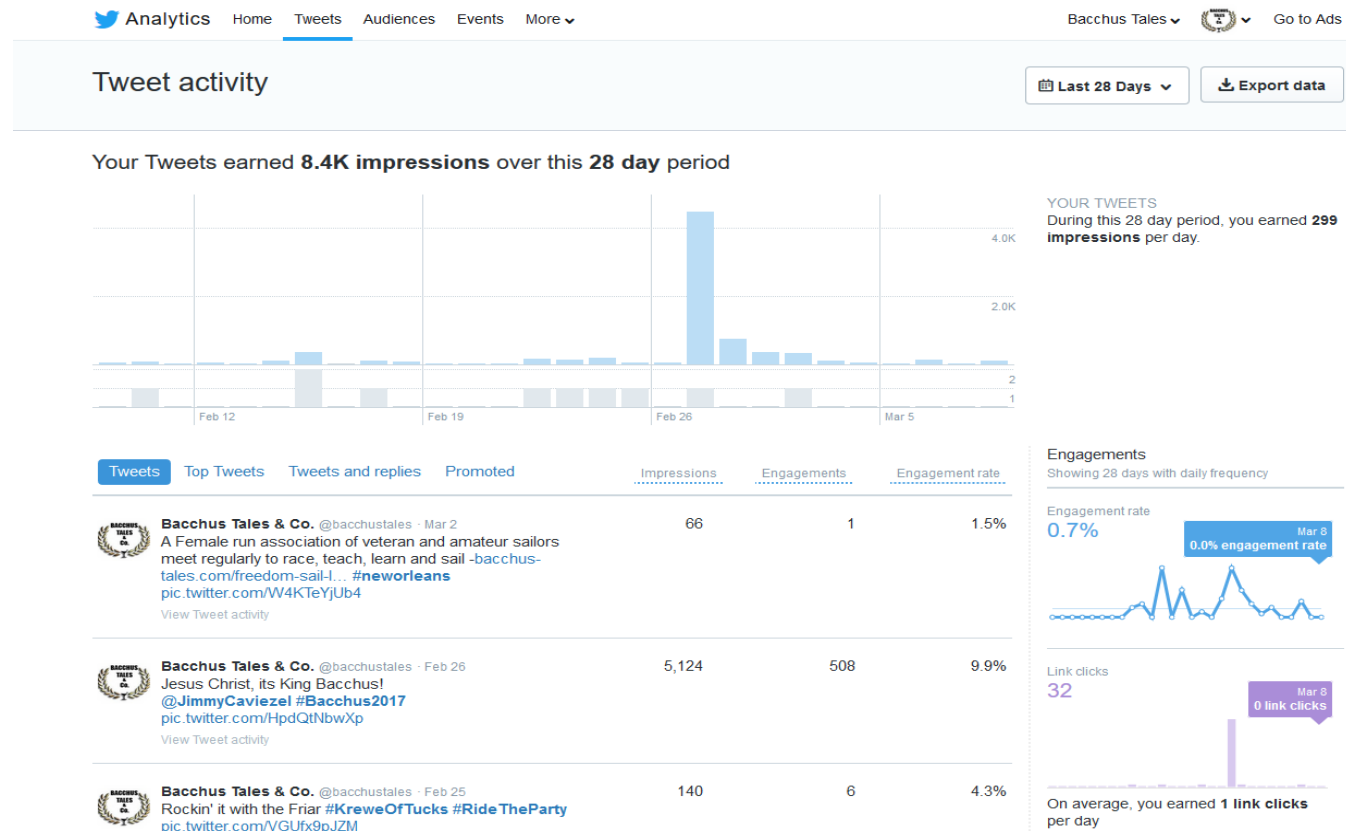 Analytics Home Tweets Audiences Events More Bacchus Tales Go to Ads
Tweet activity
Last 28 Days Export data
Your Tweets earned 8.4K impressions over this 28 day period
4.0K
2.0K
2
1
Feb 12 Feb 19 Feb 26 Mar 5
YOUR TWEETS
During this 28 day period, you earned 299
impressions per day.
Tweets Top Tweets Tweets and replies Promoted Impressions Engagements Engagement rate
BACCHUS
TALES
&
Co.
Bacchus Tales & Co. @bacchustales · Mar 2 66 1 1.5%
A Female run association of veteran and amateur sailors
meet regularly to race, teach, learn and sail -bacchus-
tales.com/freedom-sail-l… #neworleans
pic.twitter.com/W4KTeYjUb4
View Tweet activity
BACCHUS
TALES
&
Co.
Bacchus Tales & Co. @bacchustales · Feb 26 5,124 508 9.9%
Jesus Christ, its King Bacchus!
@JimmyCaviezel #Bacchus2017
pic.twitter.com/HpdQtNbwXp
View Tweet activity
BACCHUS
TALES
&
Co.
Bacchus Tales & Co. @bacchustales · Feb 25 140 6 4.3%
Rockin' it with the Friar #KreweOfTucks #RideTheParty
pic.twitter.com/VGUfx9pJZM
Engagements
Showing 28 days with daily frequency
Engagement rate
0.7%
Mar 8
0.0% engagement rate
Link clicks
32
Mar 8
0 link clicks
On average, you earned 1 link clicks
per day